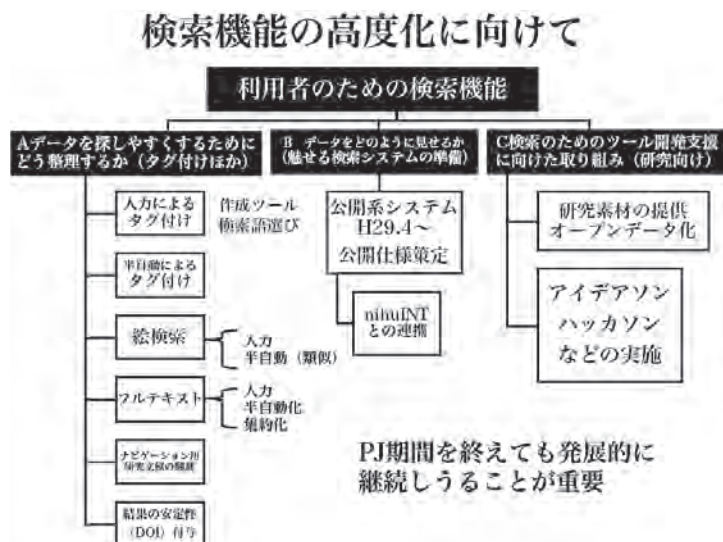 検索機能の高度化に向けて
利用者のための検索機能
Aデータを探しやすくするために
どう整理するか(タグ付けほか)
人力による
タグ付け
作成ツール
検索語選び
半自動による
タグ付け
絵検索
人力
半自動(類似)
フルテキスト
人力
半自動化
集約化
ナビゲーション用
結果の安定性
(DOI)付与
B データをどのように見せるか
(魅せる検索システムの準備)
公開系システム
H29.4～
公開仕様策定
nihuINT
との連携
C検索のためのツール開発支援
に向けた取り組み(研究向け)
研究素材の提供
オープンデータ化
アイデアソン
ハッカソン
などの実施
PJ期間を終えても発展的に
継続しうることが重要